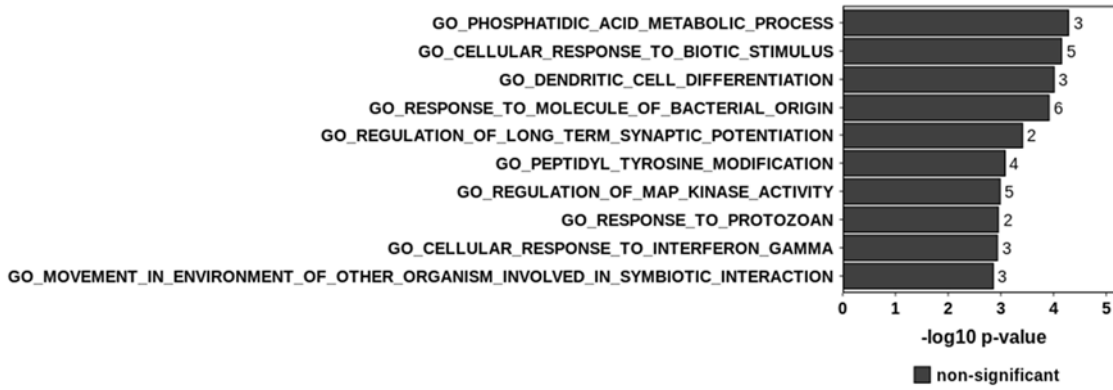 GO_PHOSPHATIDIC_ACID_METABOLIC_PROCESS 3
GO_CELLULAR_RESPONSE_TO_BIOTIC_STIMULUS 5
GO_DENDRITIC_CELL_DIFFERENTIATION 3
GO_RESPONSE_TO_MOLECULE_OF_BACTERIAL_ORIGIN 6
GO_REGULATION_OF_LONG_TERM_SYNAPTIC_POTENTIATION 2
GO_PEPTIDYL_TYROSINE_MODIFICATION 4
GO_REGULATION_OF_MAP_KINASE_ACTIVITY 5
GO_RESPONSE_TO_PROTOZOAN 2
GO_CELLULAR_RESPONSE_TO_INTERFERON_GAMMA 3
GO_MOVEMENT_IN_ENVIRONMENT_OF_OTHER_ORGANISM_INVOLVED_IN_SYMBIOTIC_INTERACTION 3
0 1 2 3 4 5
-log10 p-value
non-significant